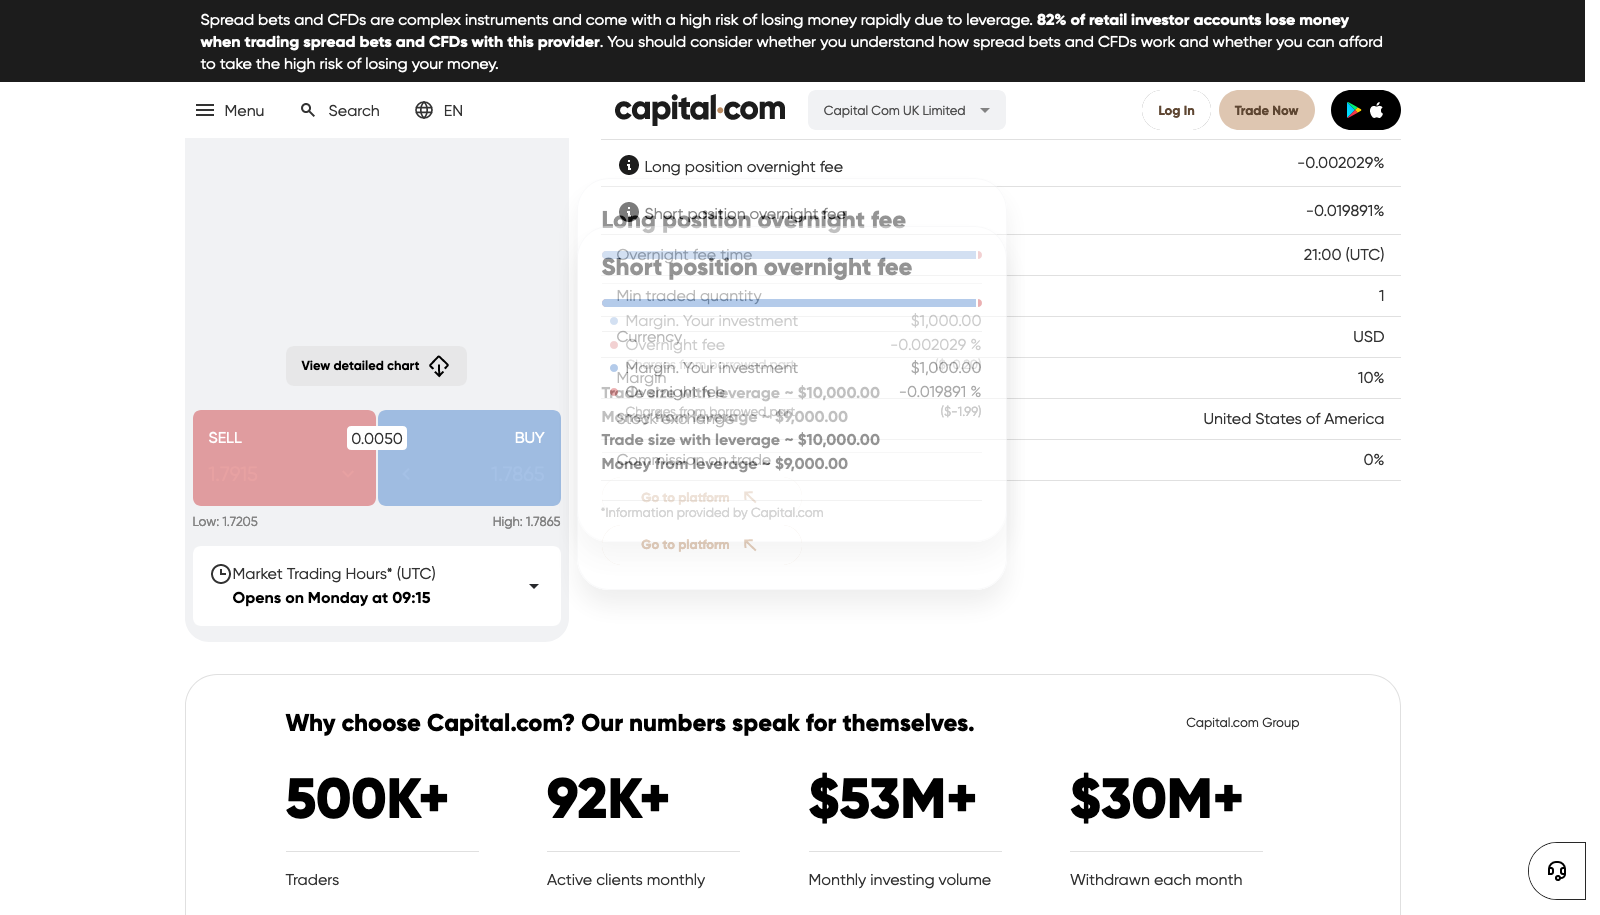 Spread bets and CFDs are complex instruments and come with a high risk of losing money rapidly due to leverage. 82% of retail investor accounts lose money
when trading spread bets and CFDs with this provider. You should consider whether you understand how spread bets and CFDs work and whether you can afford
to take the high risk of losing your money.
Menu
Search
EN
capital.com
Capital Com UK Limited
Log In
Trade Now
Long position overnight fee
-0.002029%
Short position overnight fee
-0.019891%
Long position overnight fee
Overnight fee time
21:00 (UTC)
Short position overnight fee
Min traded quantity
1
Margin. Your investment
$1,000.00
Currency
USD
Overnight fee
-0.002029 %
Charges from borrowed part
Margin. Your investment
$1,000.00
Margin
10%
Overnight fee
-0.019891 %
Trade size with leverage ~ $10,000.00
Charges from borrowed part
($-1.99)
Money from leverage ~ $9,000.00
Stock exchange
United States of America
Trade size with leverage ~ $10,000.00
Commission on trade
0%
Money from leverage ~ $9,000.00
Go to platform
*Information provided by Capital.com
Go to platform
View detailed chart
SELL
0.0050
BUY
1.7915
1.7865
Low: 1.7205
High: 1.7865
Market Trading Hours* (UTC)
Opens on Monday at 09:15
Why choose Capital.com? Our numbers speak for themselves.
Capital.com Group
500K+
92K+
$53M+
$30M+
Traders
Active clients monthly
Monthly investing volume
Withdrawn each month